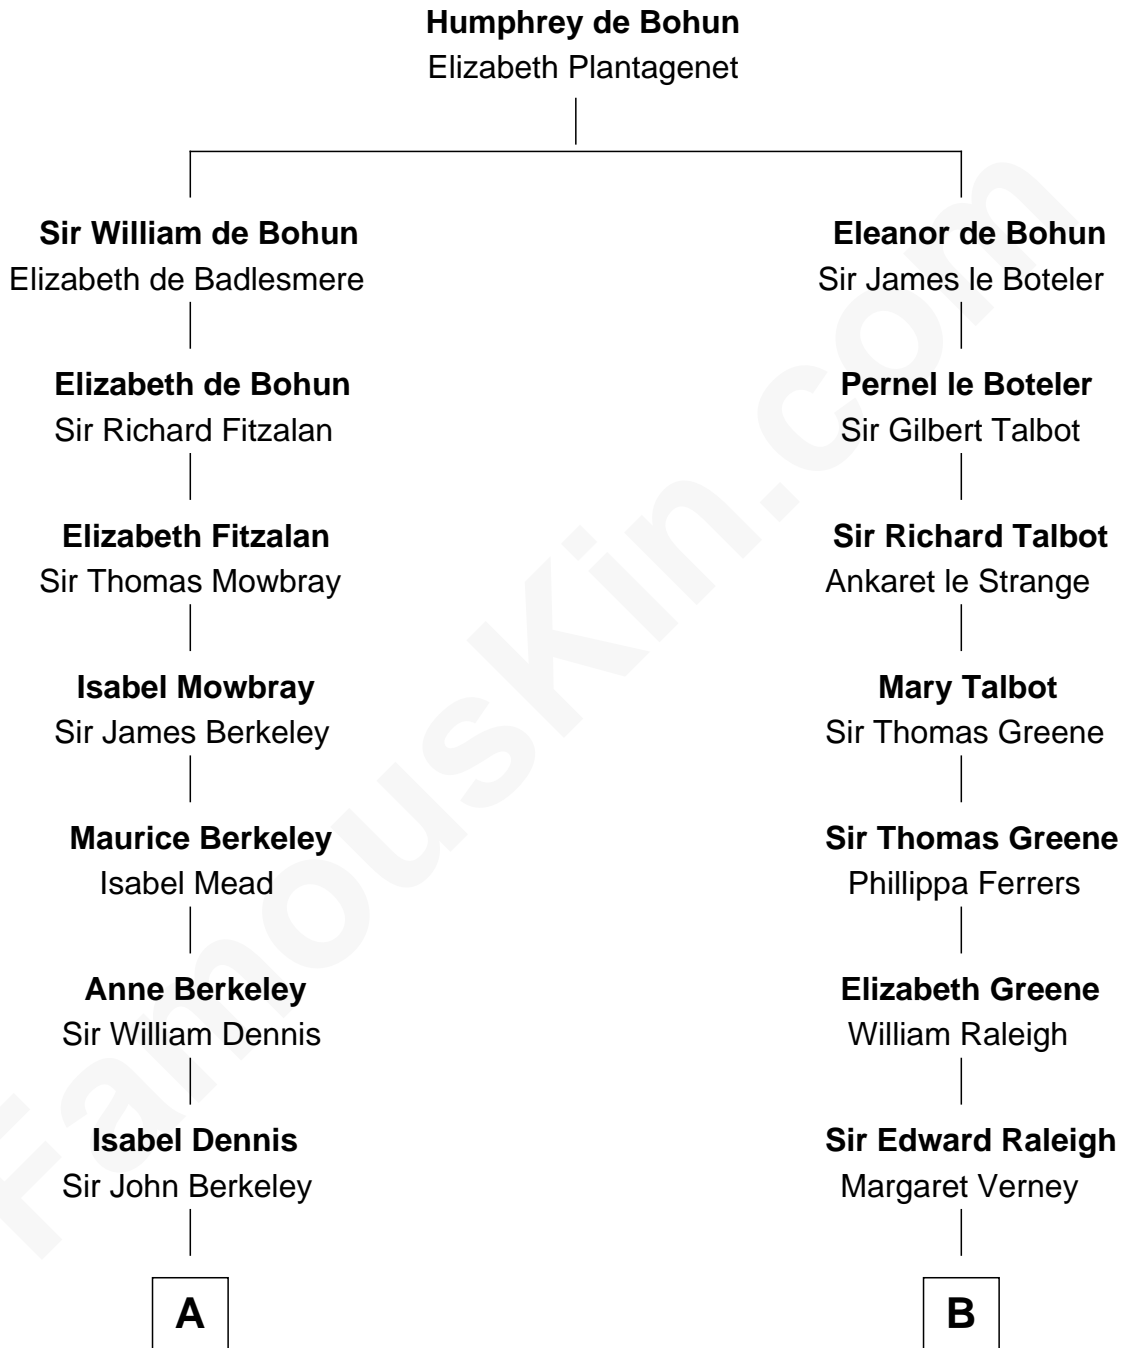 Humphrey de Bohun
Elizabeth Plantagenet
Sir William de Bohun
Elizabeth de Badlesmere
Eleanor de Bohun
Sir James le Boteler
Elizabeth de Bohun
Sir Richard Fitzalan
Pernel le Boteler
Sir Gilbert Talbot
Elizabeth Fitzalan
Sir Thomas Mowbray
Sir Richard Talbot
Ankaret le Strange
Isabel Mowbray
Sir James Berkeley
Mary Talbot
Sir Thomas Greene
Maurice Berkeley
Isabel Mead
Sir Thomas Greene
Phillippa Ferrers
Anne Berkeley
Sir William Dennis
Elizabeth Greene
William Raleigh
Isabel Dennis
Sir John Berkeley
Sir Edward Raleigh
Margaret Verney
A
B
FamousKin.com